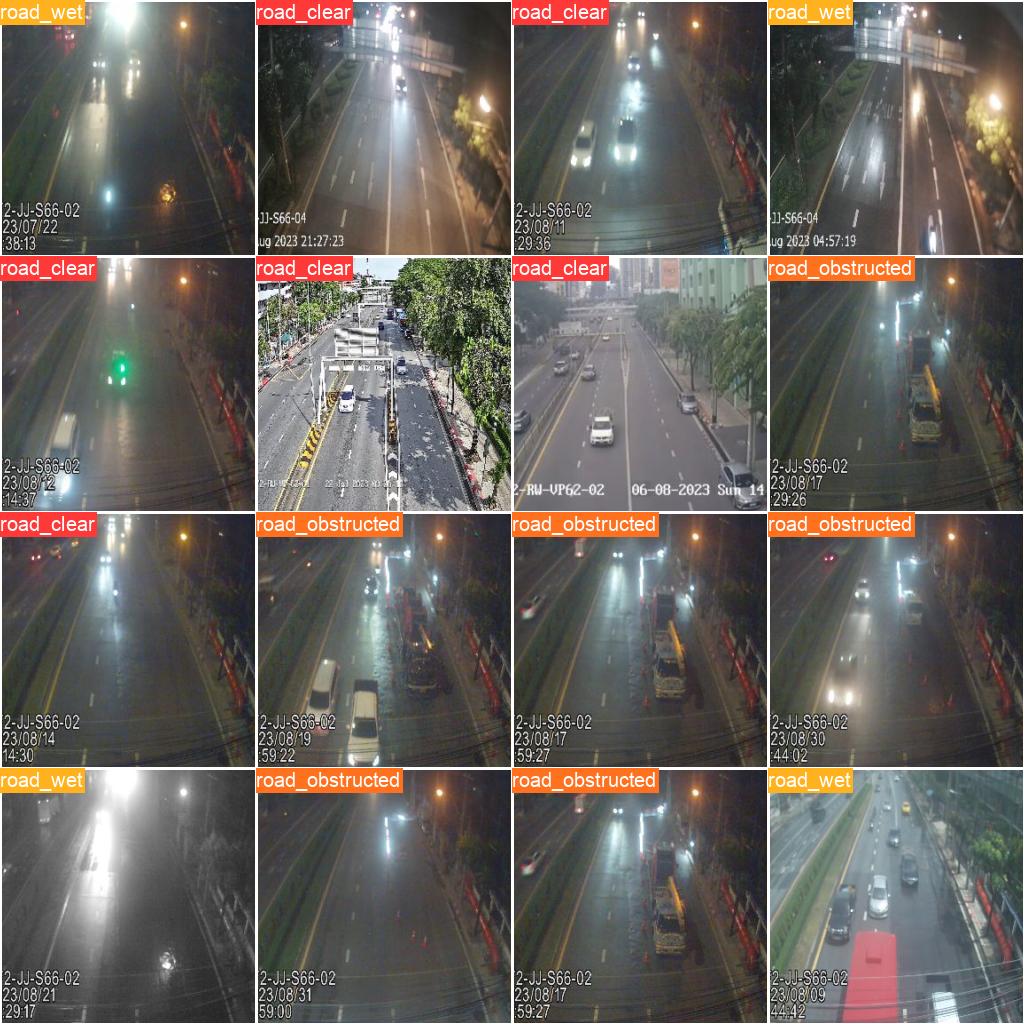 road_wet
2-JJ-S66-02
23/07/22
:38:13
road_clear
-JJ-S66-04
Aug 2023 21:27:23
road_clear
2-JJ-S66-02
23/08/11
:29:36
road_wet
-JJ-S66-04
Aug 2023 04:57:19
road_clear
2-JJ-S66-02
23/08/12
:14:37
road_clear
road_clear
2-RW-VP62-02 06-08-2023 Sun 14
road_obstructed
2-JJ-S66-02
23/08/17
:29:26
road_clear
2-JJ-S66-02
23/08/14
14:30
road_obstructed
2-JJ-S66-02
23/08/19
:59:22
road_obstructed
2-JJ-S66-02
23/08/17
:59:27
road_obstructed
2-JJ-S66-02
23/08/30
:44:02
road_wet
2-JJ-S66-02
23/08/21
:29:17
road_obstructed
2-JJ-S66-02
23/08/31
59:00
road_obstructed
2-JJ-S66-02
23/08/17
:59:27
road_wet
2-JJ-S66-02
23/08/09
44:42